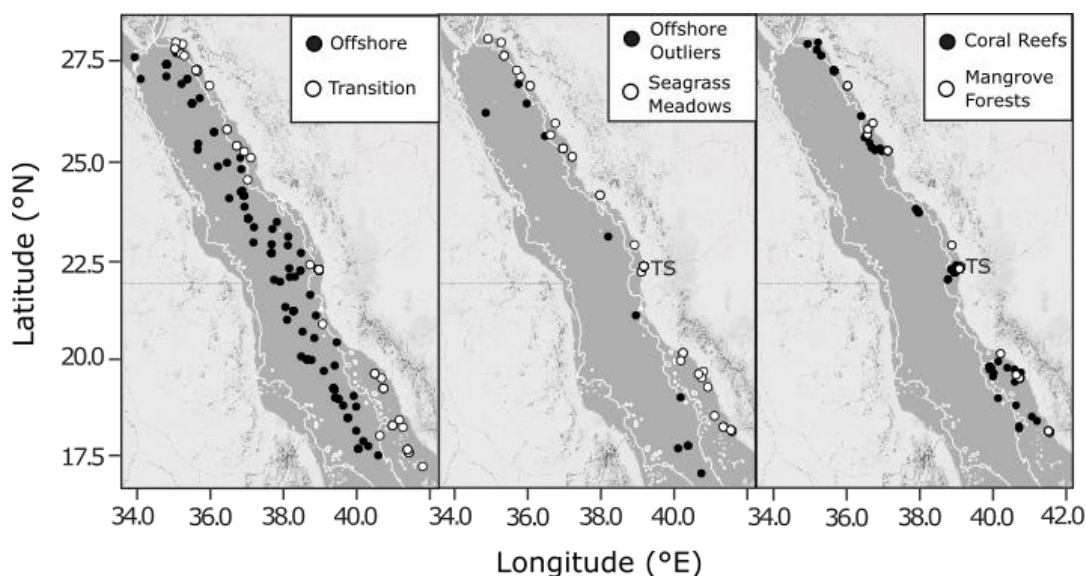 Offshore
Transition
Offshore
Outliers
Seagrass
Meadows
Coral Reefs
Mangrove
Forests
27.5
25.0
22.5
20.0
17.5
Latitude (°N)
TS
TS
34.0 36.0 38.0 40.0 34.0 36.0 38.0 40.0 34.0 36.0 38.0 40.0 42.0
Longitude (°E)